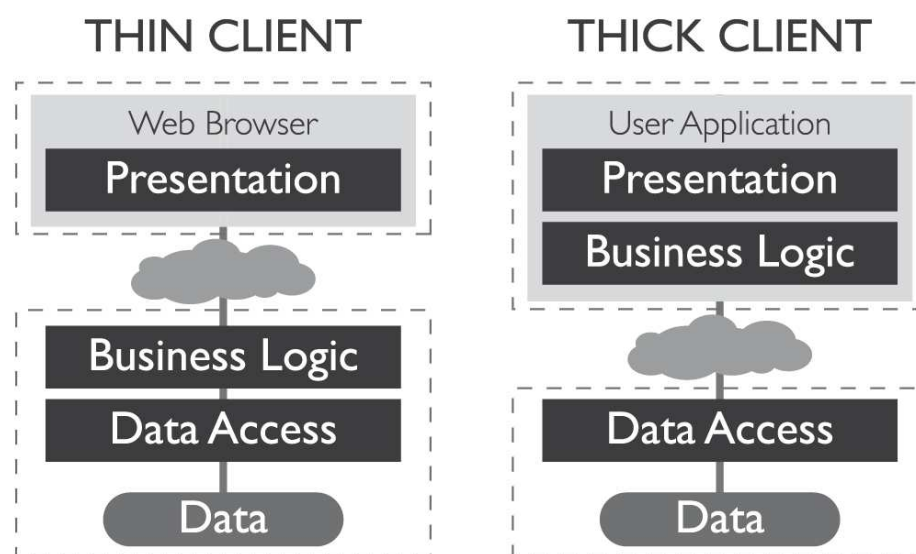 THIN CLIENT
Web Browser
Presentation
Business Logic
Data Access
Data
THICK CLIENT
User Application
Presentation
Business Logic
Data Access
Data